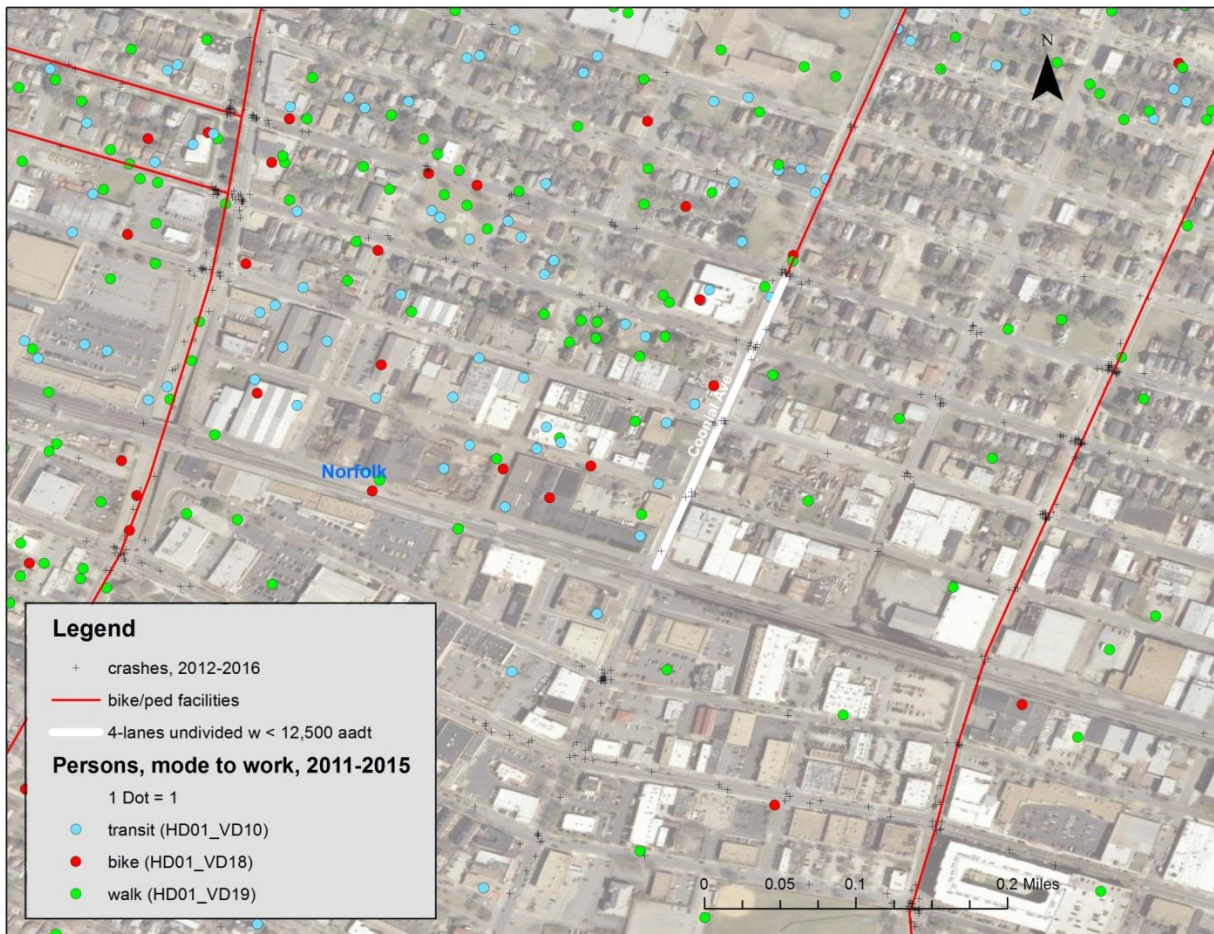 N
Colonial Ave
Norfolk
Legend
crashes, 2012-2016
bike/ped facilities
4-lanes undivided w < 12,500 aadt
Persons, mode to work, 2011-2015
1 Dot = 1
transit (HD01_VD10)
bike (HD01_VD18)
walk (HD01_VD19)
0 0.05 0.1 0.2 Miles